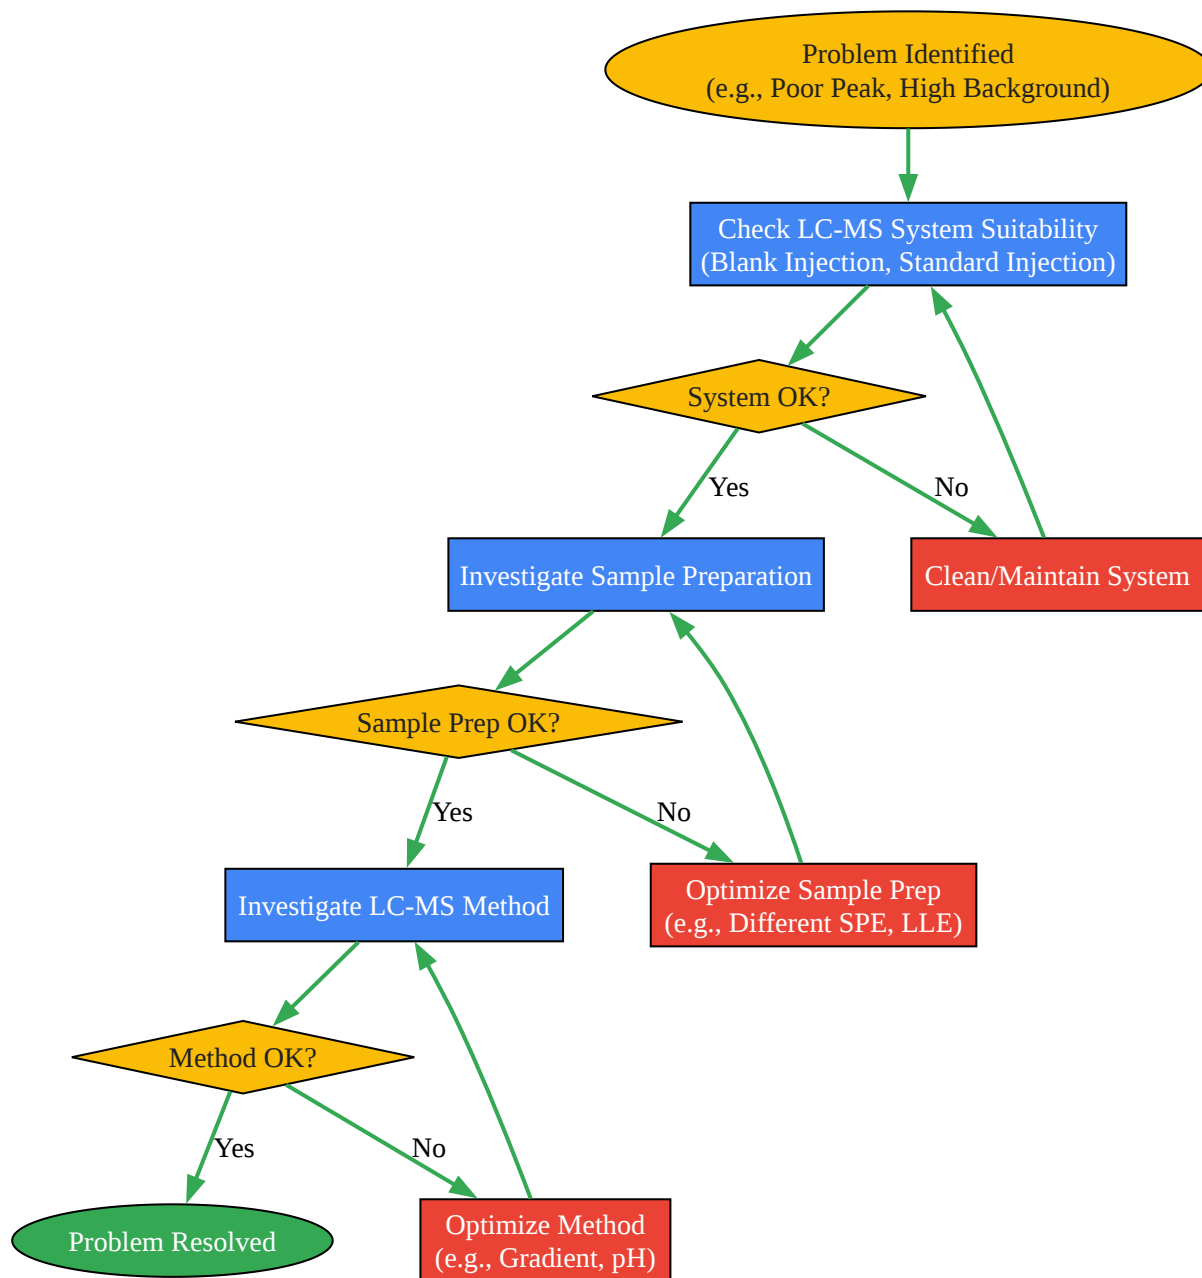 Problem Identified
(e.g., Poor Peak, High Background)
Check LC-MS System Suitability
(Blank Injection, Standard Injection)
System OK?
Yes
No
Investigate Sample Preparation
Clean/Maintain System
Sample Prep OK?
Yes
No
Investigate LC-MS Method
Optimize Sample Prep
(e.g., Different SPE, LLE)
Method OK?
Yes
No
Problem Resolved
Optimize Method
(e.g., Gradient, pH)